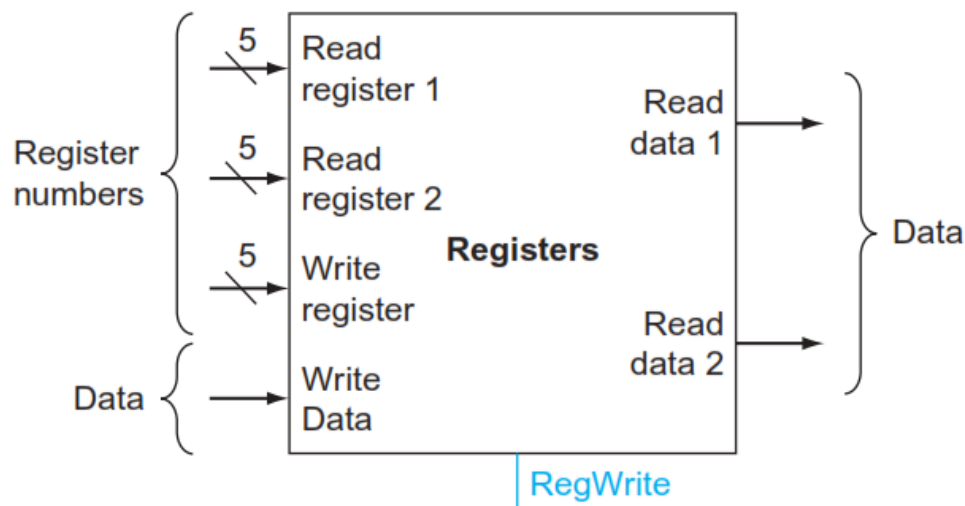 5
Read
register 1
5
Read
register 2
5
Write
register
Write
Data
Register
numbers
Data
Registers
Read
data 1
Read
data 2
Data
RegWrite